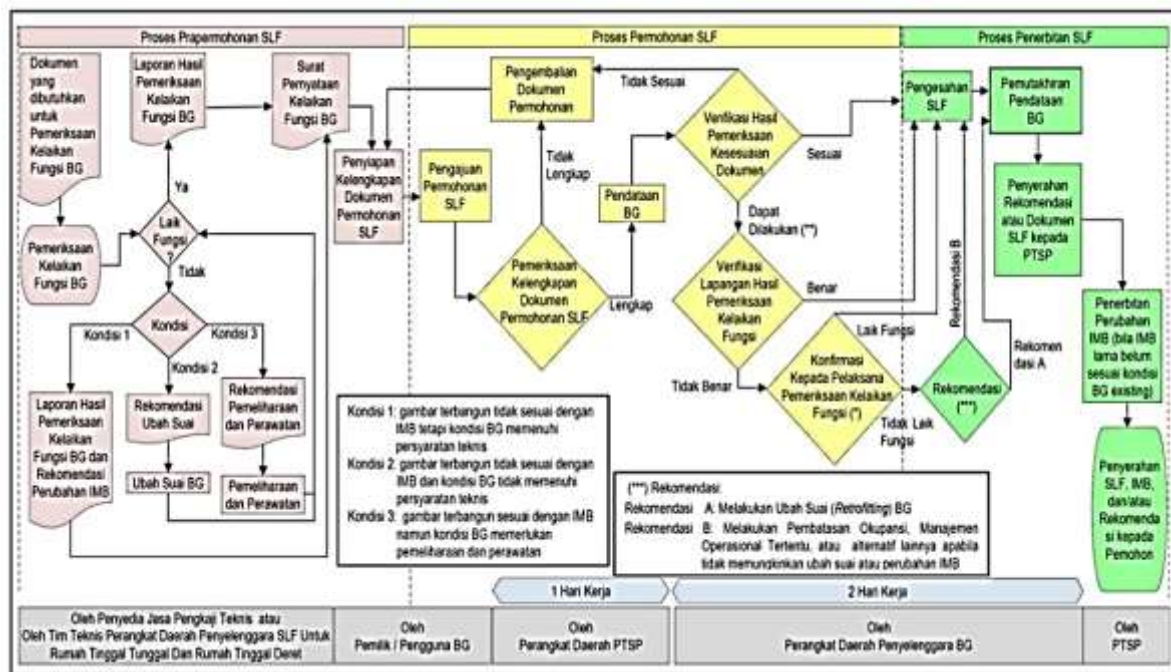 Proses Prapermohonan SLF
Proses Permohonan SLF
Proses Penerbitan SLF
Dokumen
yang
dibutuhkan
untuk
Pemeriksaan
Kelaikan
Fungsi BG
Laporan Hasil
Pemeriksaan
Kelaikan
Fungsi BG
Surat
Pernyataan
Kelaikan
Fungsi BG
Ya
Pemeriksaan
Kelaikan
Fungsi BG
Laik
Fungsi
?
Tidak
Kondisi
Kondisi 1
Kondisi 3
Kondisi 2
Laporan Hasil
Pemeriksaan
Kelaikan
Fungsi BG dan
Rekomendasi
Perubahan IMB
Rekomendasi
Ubah Suai
Ubah Suai BG
Rekomendasi
Pemeliharaan
dan Perawatan
Pemeliharaan
dan Perawatan
Penyiapan
Kelengkapan
Dokumen
Permohonan
SLF
Pengajuan
Permohonan
SLF
Pengembalian
Dokumen
Permohonan
Tidak
Lengkap
Pemeriksaan
Kelengkapan
Dokumen
Permohonan SLF
Lengkap
Pendataan
BG
Tidak Sesuai
Verifikasi Hasil
Pemeriksaan
Kesesuaian
Dokumen
Sesuai
Dapat
Dilakukan (**)
Verifikasi
Lapangan Hasil
Pemeriksaan
Kelaikan
Fungsi
Benar
Tidak Benar
Konfirmasi
Kepada Pelaksana
Pemeriksaan Kelaikan
Fungsi (*)
Laik Fungsi
Tidak Laik
Fungsi
Pengesahan
SLF
Rekomendasi B
Rekomendasi
(***)
Rekomen
dasi A
Pemutakhiran
Pendataan
BG
Penyerahan
Rekomendasi
atau Dokumen
SLF kepada
PTSP
Penerbitan
Perubahan
IMB (bila IMB
lama belum
sesuai kondisi
BG existing)
Penyerahan
SLF, IMB,
dan/atau
Rekomenda
si kepada
Pemohon
Kondisi 1: gambar terbangun tidak sesuai dengan
IMB tetapi kondisi BG memenuhi
persyaratan teknis
Kondisi 2: gambar terbangun tidak sesuai dengan
IMB dan kondisi BG tidak memenuhi
persyaratan teknis
Kondisi 3: gambar terbangun sesuai dengan IMB
namun kondisi BG memerlukan
pemeliharaan dan perawatan
(***) Rekomendasi:
Rekomendasi A: Melakukan Ubah Suai (Retrofitting) BG
Rekomendasi B: Melakukan Pembatasan Okupansi, Manajemen
Operasional Tertentu, atau alternatif lainnya apabila
tidak memungkinkan ubah suai atau perubahan IMB
1 Hari Kerja
2 Hari Kerja
Oleh Penyedia Jasa Pengkaji Teknis atau
Oleh Tim Teknis Perangkat Daerah Penyelenggara SLF Untuk
Rumah Tinggal Tunggal Dan Rumah Tinggal Deret
Oleh
Pemilik / Pengguna BG
Oleh
Perangkat Daerah PTSP
Oleh
Perangkat Daerah Penyelenggara BG
Oleh
PTSP